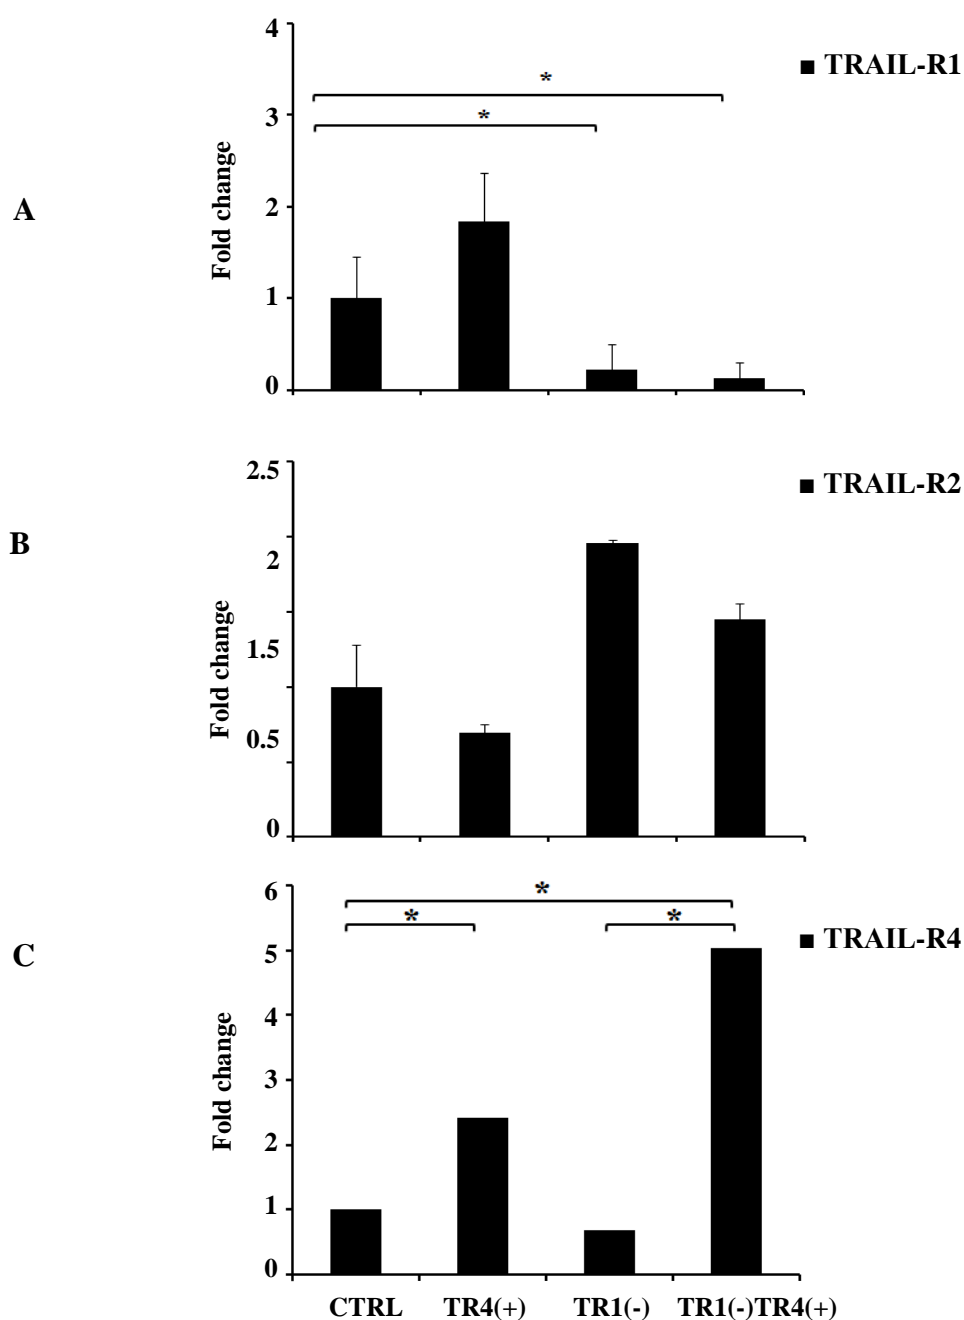 A
Fold change
4
3
2
1
0
*
*
■ TRAIL-R1
B
Fold change
2.5
2
1.5
0.5
0
■ TRAIL-R2
C
Fold change
6
5
4
3
2
1
0
*
*
*
■ TRAIL-R4
CTRL TR4(+) TR1(-) TR1(-)TR4(+)